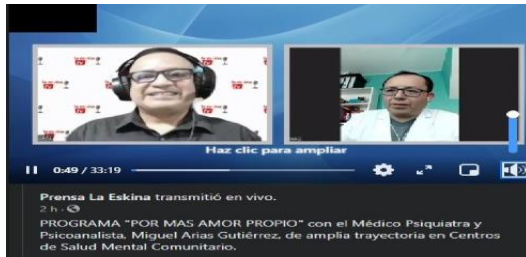 Haz clic para ampliar
0:49 / 33:19
Prensa La Eskina transmitió en vivo.
2 h ·
PROGRAMA "POR MAS AMOR PROPIO" con el Médico Psiquiatra y
Psicoanalista, Miguel Arias Gutiérrez, de amplia trayectoria en Centros
de Salud Mental Comunitario.